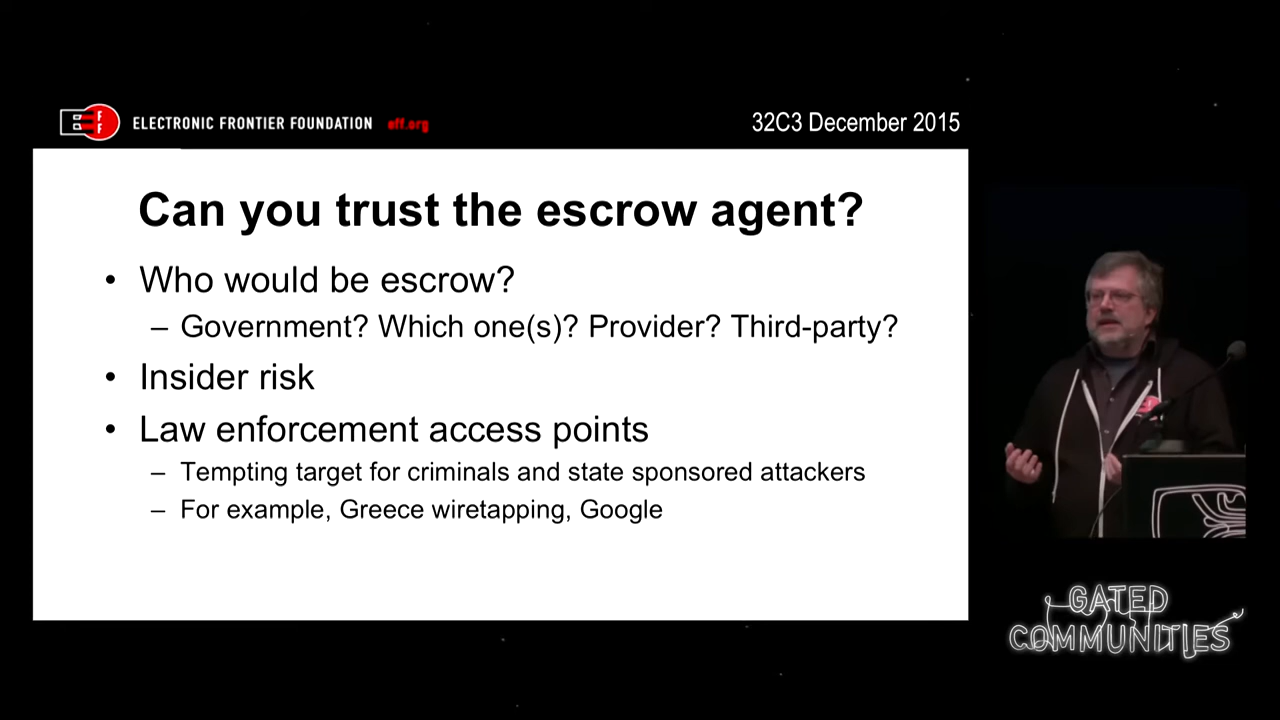 ELECTRONIC FRONTIER FOUNDATION eff.org
32C3 December 2015
Can you trust the escrow agent?
• Who would be escrow?
– Government? Which one(s)? Provider? Third-party?
• Insider risk
• Law enforcement access points
– Tempting target for criminals and state sponsored attackers
– For example, Greece wiretapping, Google
GATED
COMMUNITIES